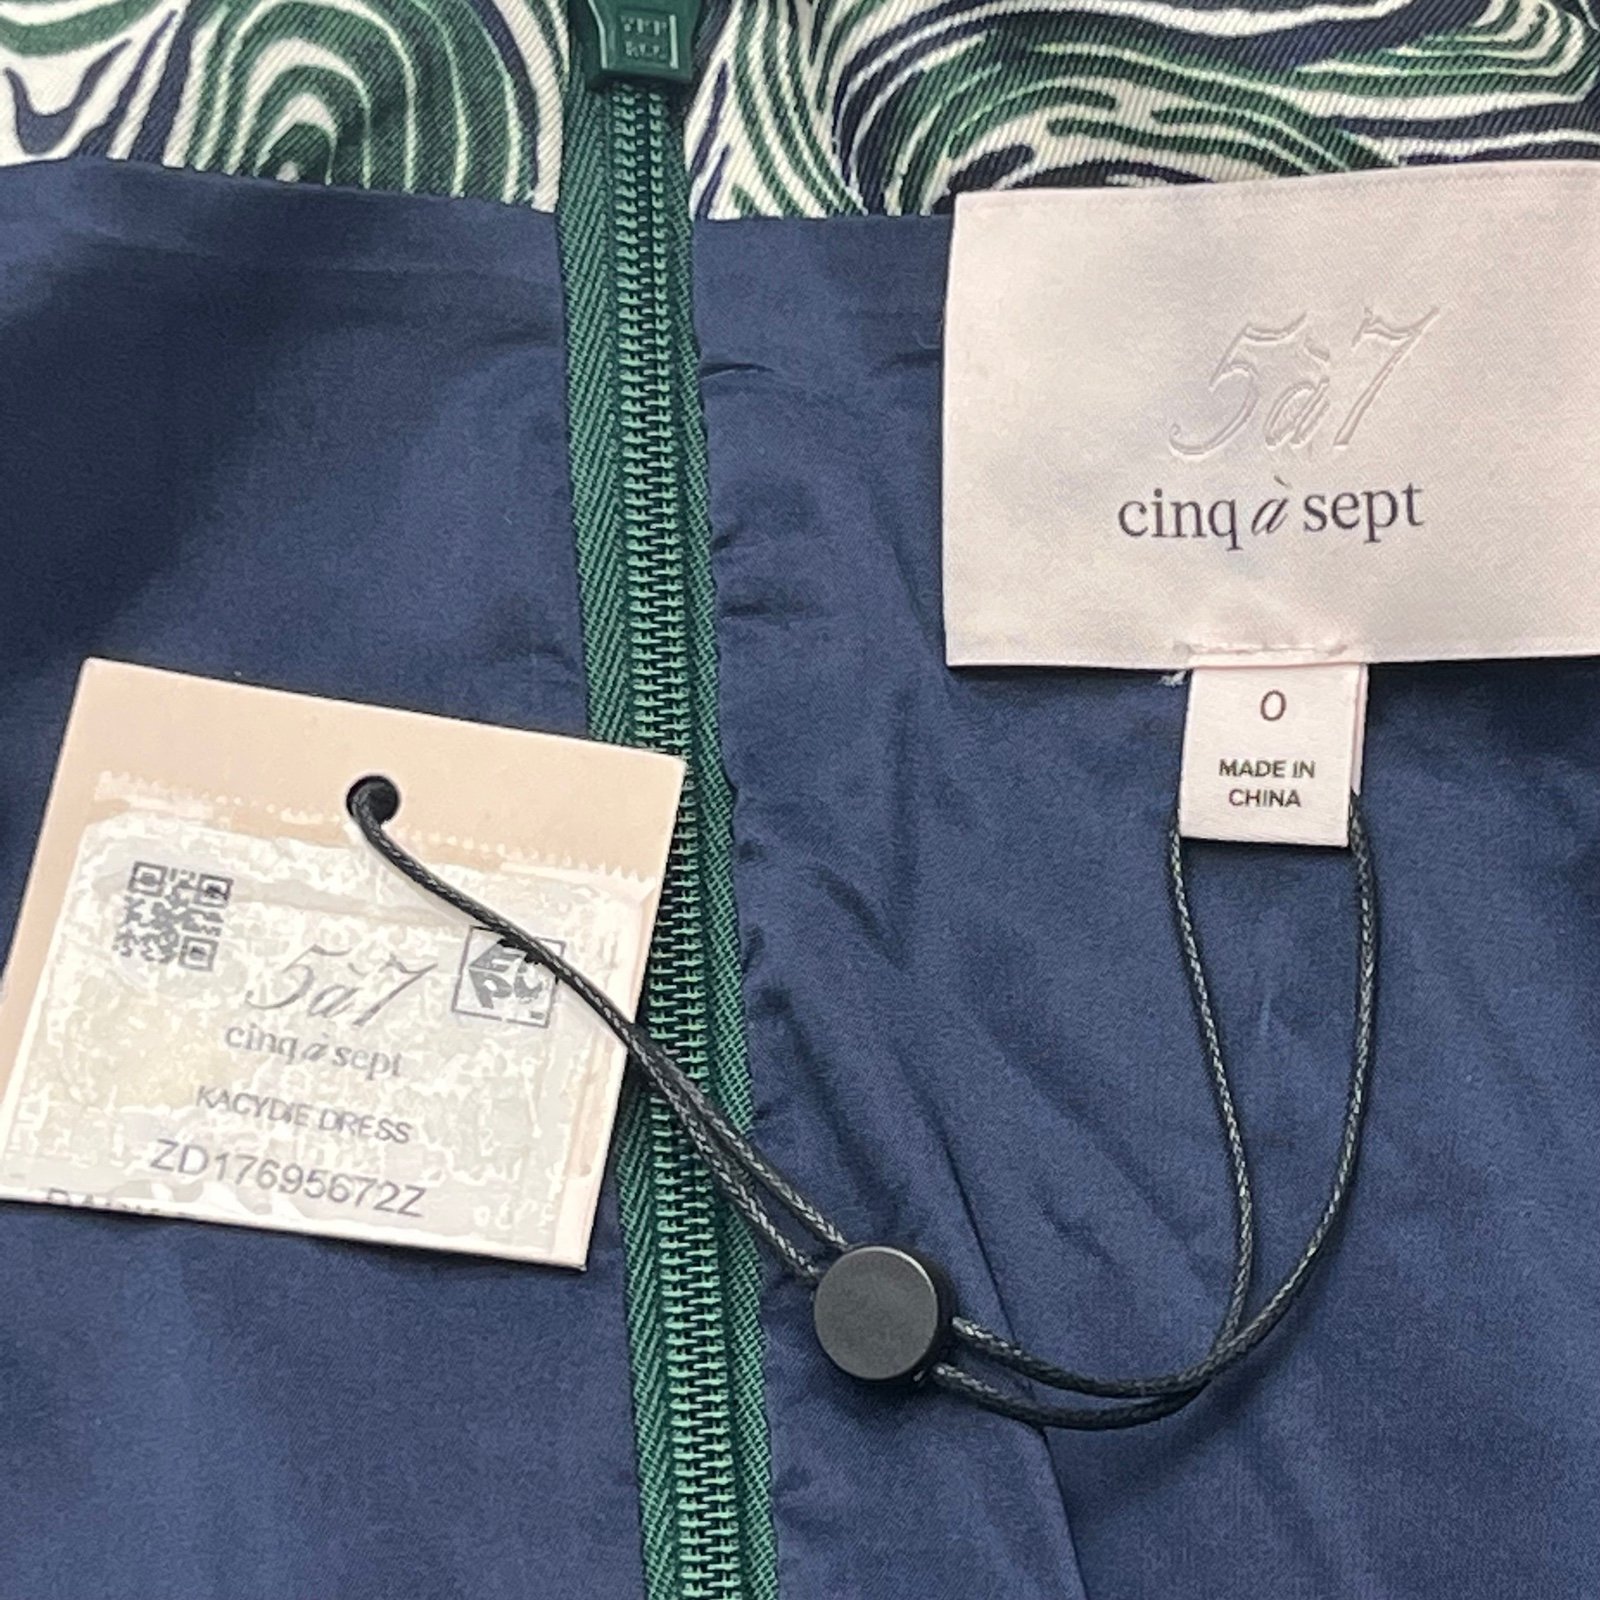 5à7
cinq à sept
0
MADE IN
CHINA
5à7
cinq à sept
KACYDIE DRESS
ZD17695672Z